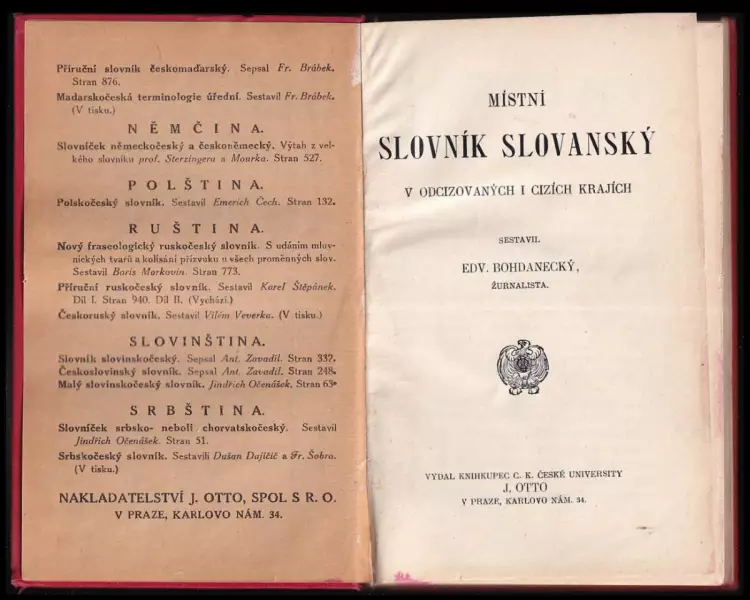 Příruční slovník českomaďarský. Sepsal Fr. Brábek.
Stran 876.
Madarskočeská terminologie úřední. Sestavil Fr. Brábek.
(V tisku.)
NĚMČINA.
Slovníček německočeský a českoněmecký. Výtah z vel-
kého slovníku prof. Sterzingera a Mourka. Stran 527.
POLŠTINA.
Polskočeský slovník. Sestavil Emerich Čech. Stran 132.
RUŠTINA.
Nový fraseologický ruskočeský slovník. S udáním mluv-
nických tvarů a kolísání přízvuku u všech proměnných slov.
Sestavil Boris Morkovin. Stran 773.
Příruční ruskočeský slovník. Sestavil Karel Štěpánek.
Díl I. Stran 940. Díl II. (Vychází.)
Českoruský slovník. Sestavil Vilém Veverka. (V tisku.)
SLOVINŠTINA.
Slovník slovinskočeský. Sepsal Ant. Zavadil. Stran 332.
Českoslovinský slovník. Sepsal Ant. Zavadil. Stran 248.
Malý slovinskočeský slovník. Jindřich Očenášek. Stran 63.
SRBŠTINA.
Slovníček srbsko- neboli chorvatskočeský. Sestavil
Jindřich Očenášek. Stran 51.
Srbskočeský slovník. Sestavili Dušan Dajičič a Fr. Šobra.
(V tisku.)
NAKLADATELSTVÍ J. OTTO, SPOL S R. O.
V PRAZE, KARLOVO NÁM. 34.
MÍSTNÍ
SLOVNÍK SLOVANSKÝ
V ODCIZOVANÝCH I CIZÍCH KRAJÍCH
SESTAVIL
EDV. BOHDANECKÝ,
ŽURNALISTA.
VYDAL KNIHKUPEC C. K. ČESKÉ UNIVERSITY
J. OTTO
V PRAZE, KARLOVO NÁM. 34.